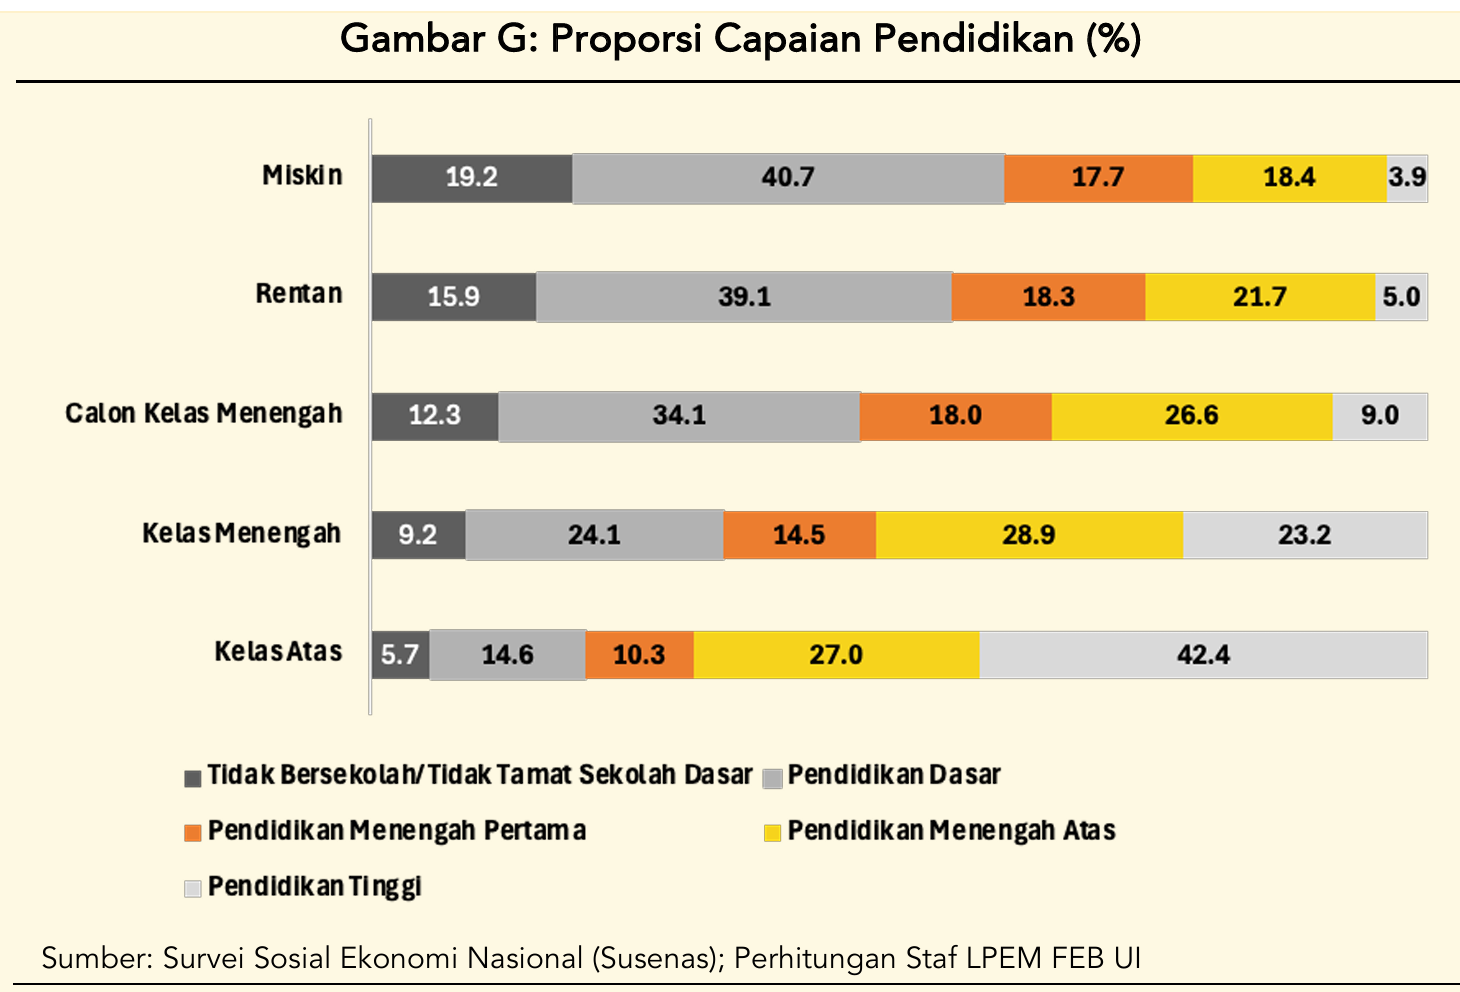 Gambar G: Proporsi Capaian Pendidikan (%)
Miskin 19.2 40.7 17.7 18.4 3.9
Rentan 15.9 39.1 18.3 21.7 5.0
Calon Kelas Menengah 12.3 34.1 18.0 26.6 9.0
Kelas Menengah 9.2 24.1 14.5 28.9 23.2
Kelas Atas 5.7 14.6 10.3 27.0 42.4
Tidak Bersekolah/Tidak Tamat Sekolah Dasar Pendidikan Dasar
Pendidikan Menengah Pertama Pendidikan Menengah Atas
Pendidikan Tinggi
Sumber: Survei Sosial Ekonomi Nasional (Susenas); Perhitungan Staf LPEM FEB UI